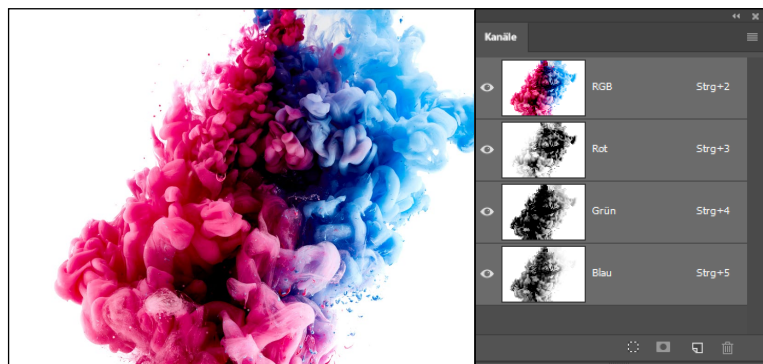 Kanäle
RGB Strg+2
Rot Strg+3
Grün Strg+4
Blau Strg+5